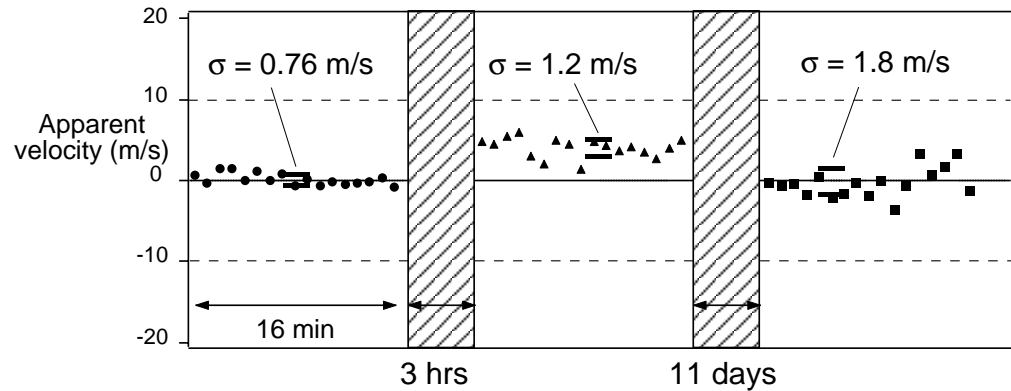 20
σ = 0.76 m/s
σ = 1.2 m/s
σ = 1.8 m/s
10
Apparent
velocity (m/s)
0
-10
16 min
-20
3 hrs
11 days